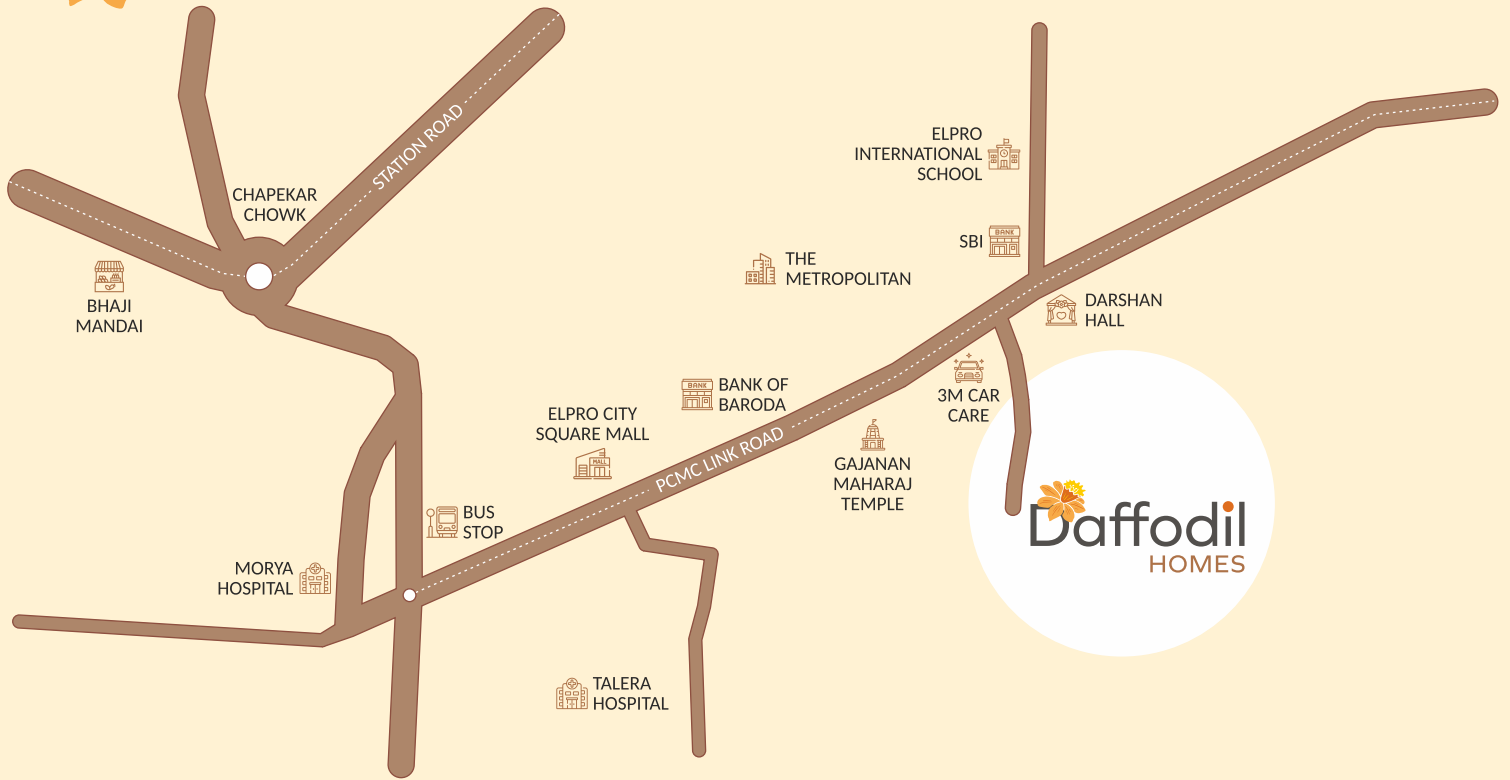 STATION ROAD
ELPRO
INTERNATIONAL
SCHOOL
CHAPEKAR
CHOWK
BANK
SBI
THE
METROPOLITAN
BHAJI
MANDAI
DARSHAN
HALL
BANK
BANK OF
BARODA
3M CAR
CARE
ELPRO CITY
SQUARE MALL
MALL
PCMC LINK ROAD
GAJANAN
MAHARAJ
TEMPLE
BUS
STOP
Daffodil
HOMES
MORYA
HOSPITAL
TALERA
HOSPITAL